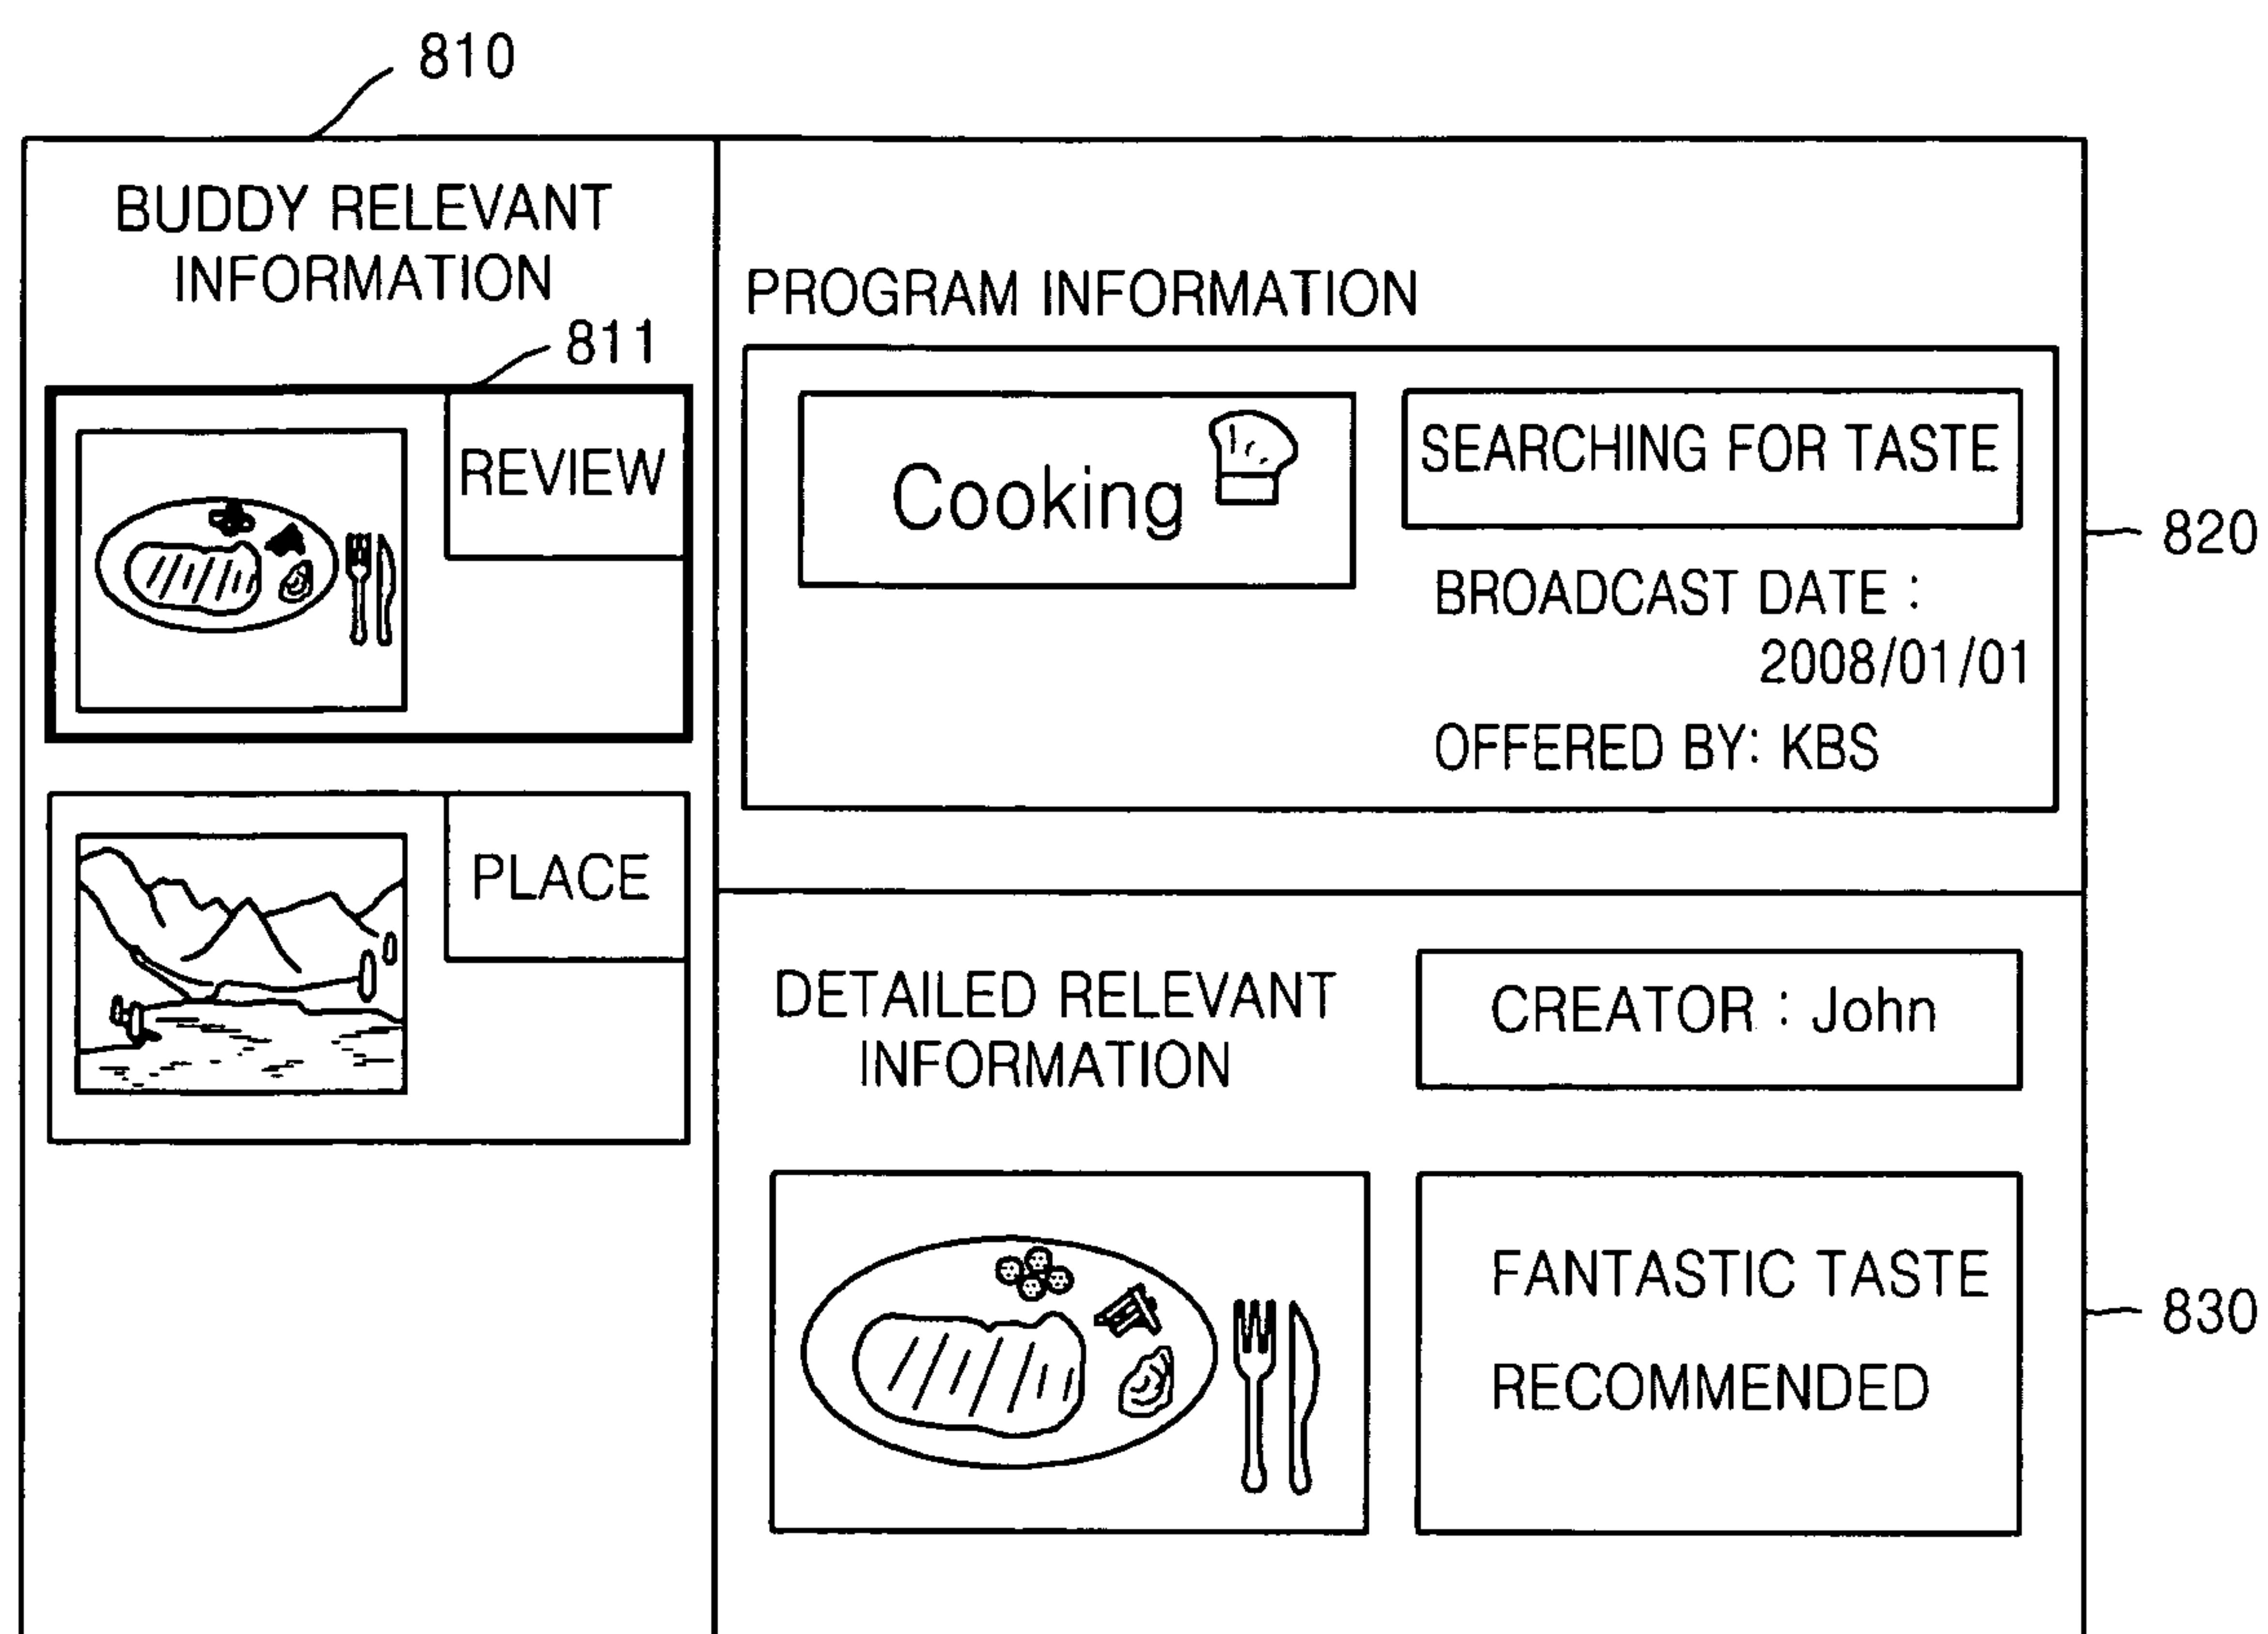 810
BUDDY RELEVANT
INFORMATION
811
REVIEW
PLACE
PROGRAM INFORMATION
Cooking
SEARCHING FOR TASTE
BROADCAST DATE :
2008/01/01
OFFERED BY: KBS
820
DETAILED RELEVANT
INFORMATION
CREATOR : John
FANTASTIC TASTE
RECOMMENDED
830